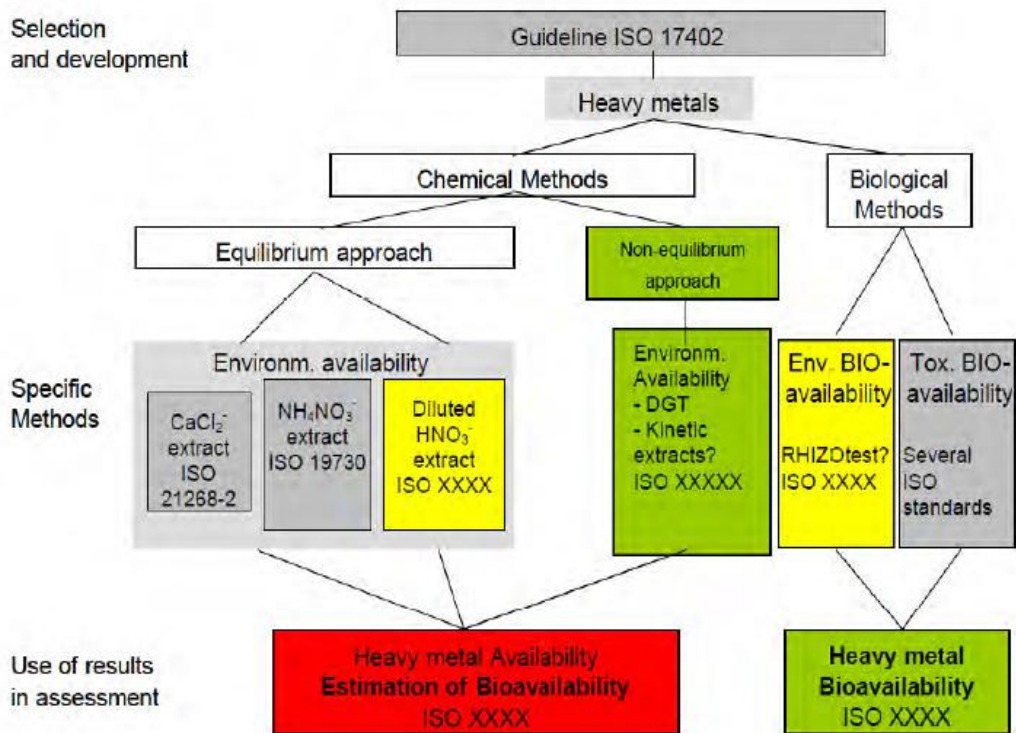 Selection
and development
Guideline ISO 17402
Heavy metals
Chemical Methods
Biological
Methods
Equilibrium approach
Non-equilibrium
approach
Specific
Methods
Environm. availability
CaCl₂⁻
extract
ISO
21268-2
NH₄NO₃⁻
extract
ISO 19730
Diluted
HNO₃⁻
extract
ISO XXXX
Environm.
Availability
- DGT
- Kinetic
extracts?
ISO XXXXX
Env. BIO-
availability
RHIZOtest?
ISO XXXX
Tox. BIO-
availability
Several
ISO
standards
Use of results
in assessment
Heavy metal Availability
Estimation of Bioavailability
ISO XXXX
Heavy metal
Bioavailability
ISO XXXX